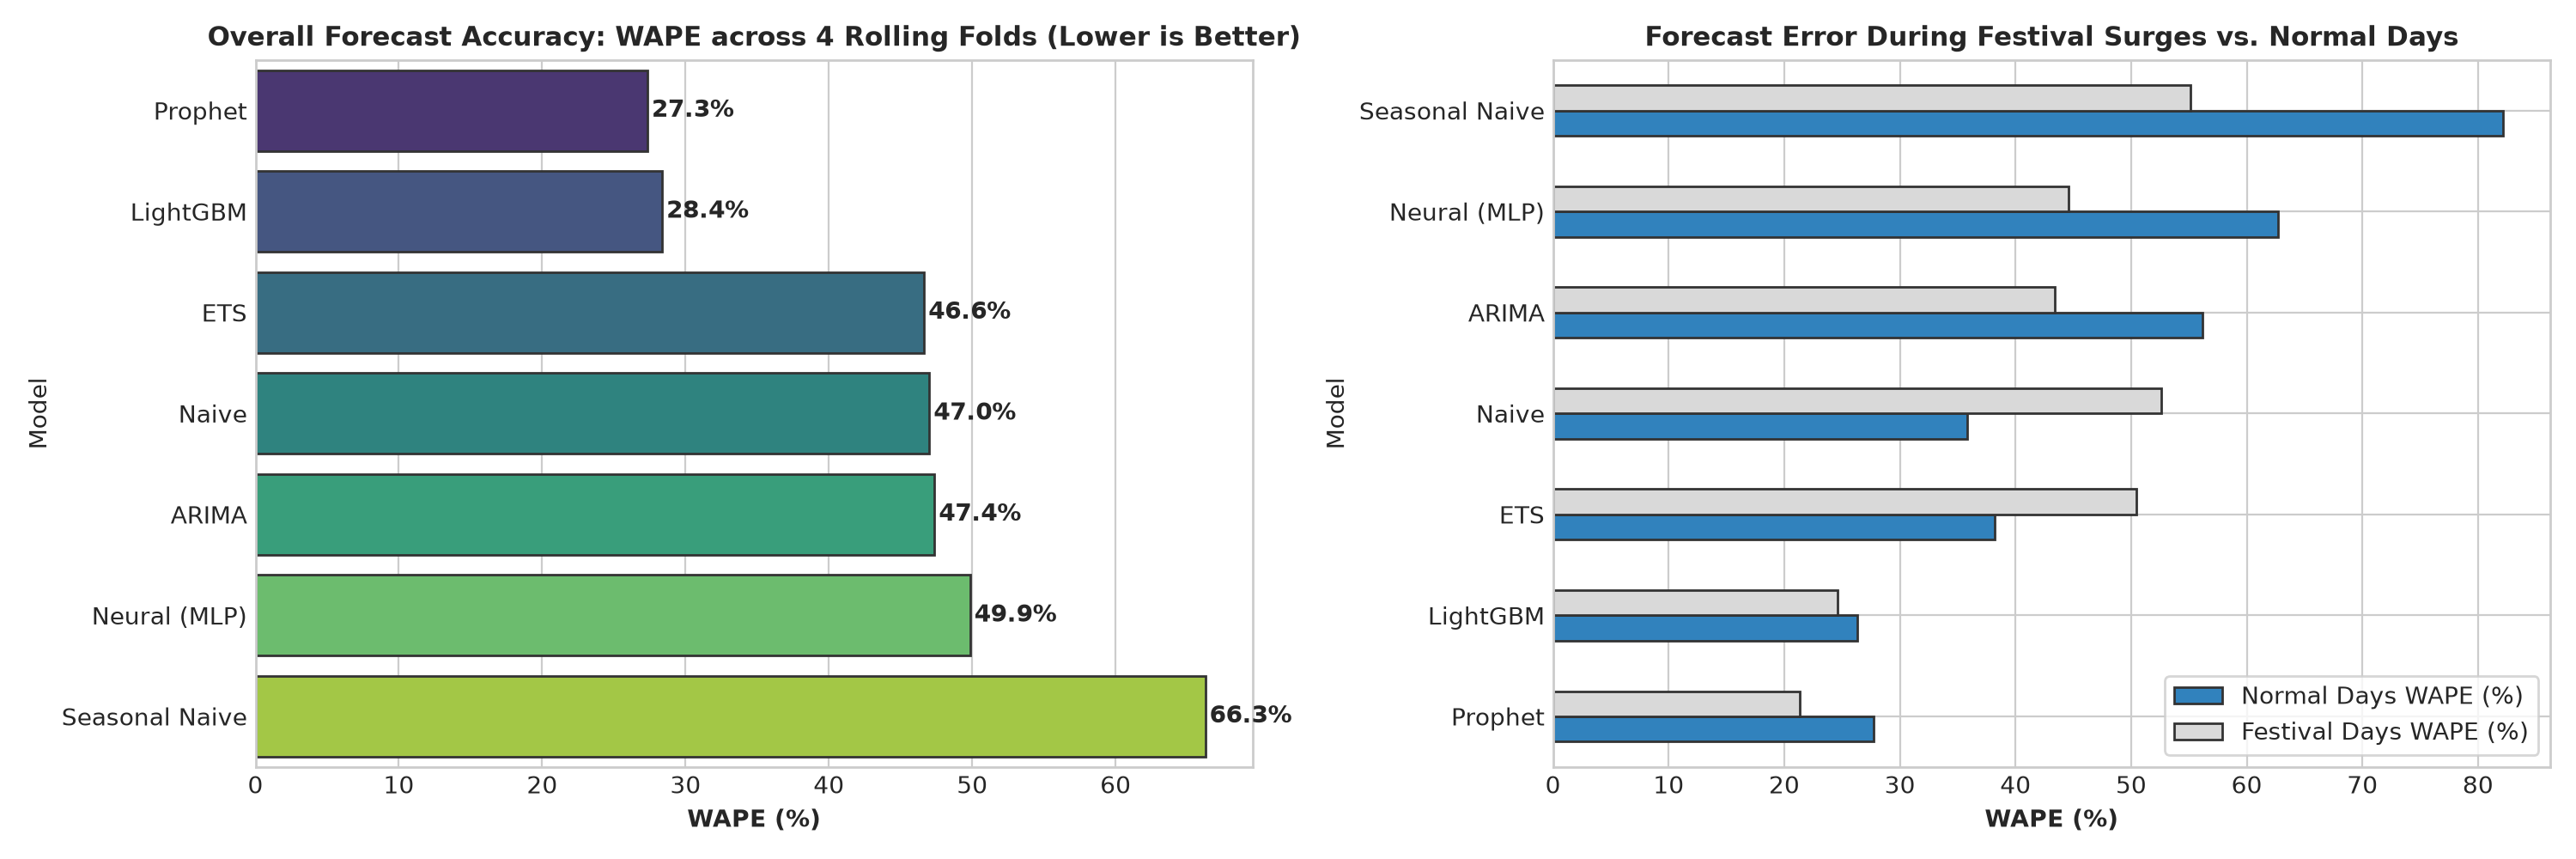 Overall Forecast Accuracy: WAPE across 4 Rolling Folds (Lower is Better)
Model
Prophet
LightGBM
ETS
Naive
ARIMA
Neural (MLP)
Seasonal Naive
27.3%
28.4%
46.6%
47.0%
47.4%
49.9%
66.3%
0 10 20 30 40 50 60
WAPE (%)
Forecast Error During Festival Surges vs. Normal Days
Model
Seasonal Naive
Neural (MLP)
ARIMA
Naive
ETS
LightGBM
Prophet
Normal Days WAPE (%)
Festival Days WAPE (%)
0 10 20 30 40 50 60 70 80
WAPE (%)